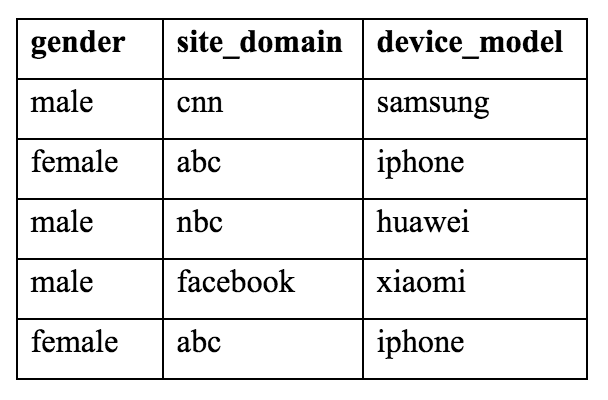 gender site_domain device_model
male cnn samsung
female abc iphone
male nbc huawei
male facebook xiaomi
female abc iphone